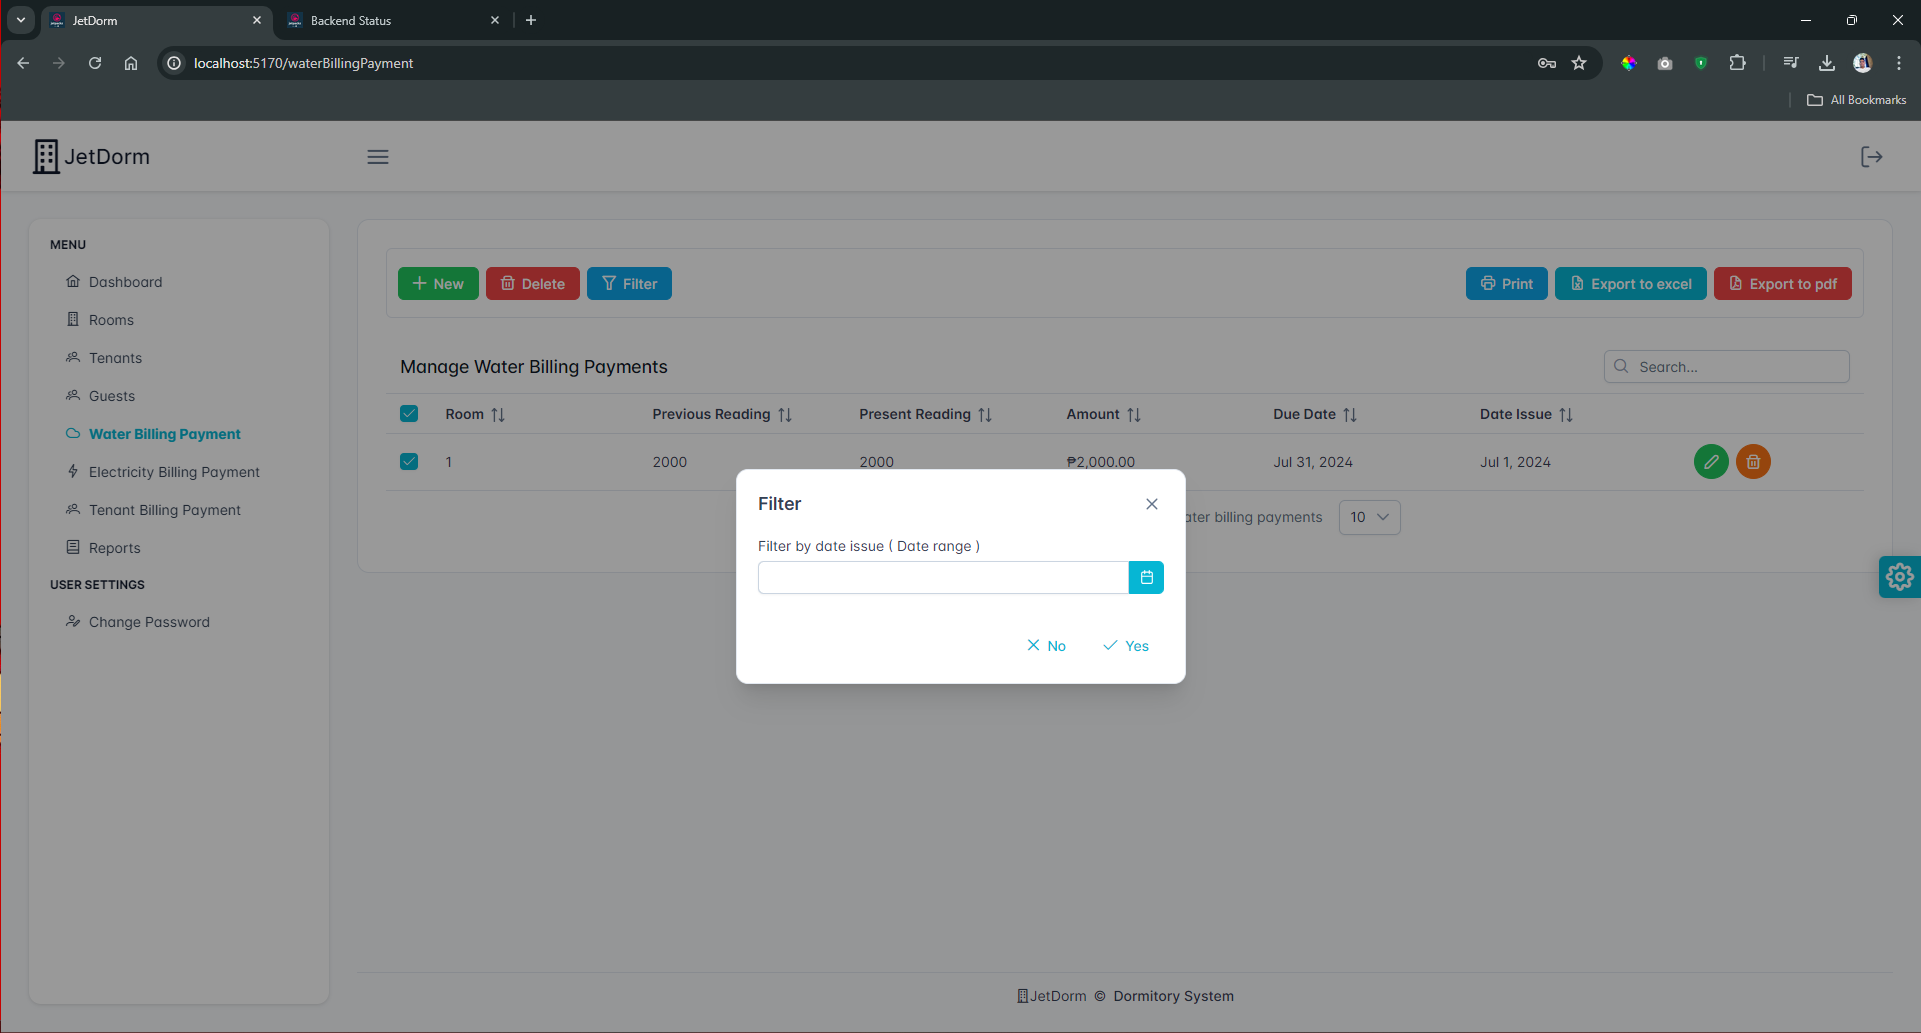 JetDorm
Backend Status
localhost:5170/waterBillingPayment
All Bookmarks
JetDorm
MENU
Dashboard
Rooms
Tenants
Guests
Water Billing Payment
Electricity Billing Payment
Tenant Billing Payment
Reports
USER SETTINGS
Change Password
New Delete Filter Print Export to excel Export to pdf
Manage Water Billing Payments Search...
Room Previous Reading Present Reading Amount Due Date Date Issue
1 2000 2000 ₱2,000.00 Jul 31, 2024 Jul 1, 2024
ater billing payments 10
Filter
Filter by date issue ( Date range )
No Yes
JetDorm © Dormitory System